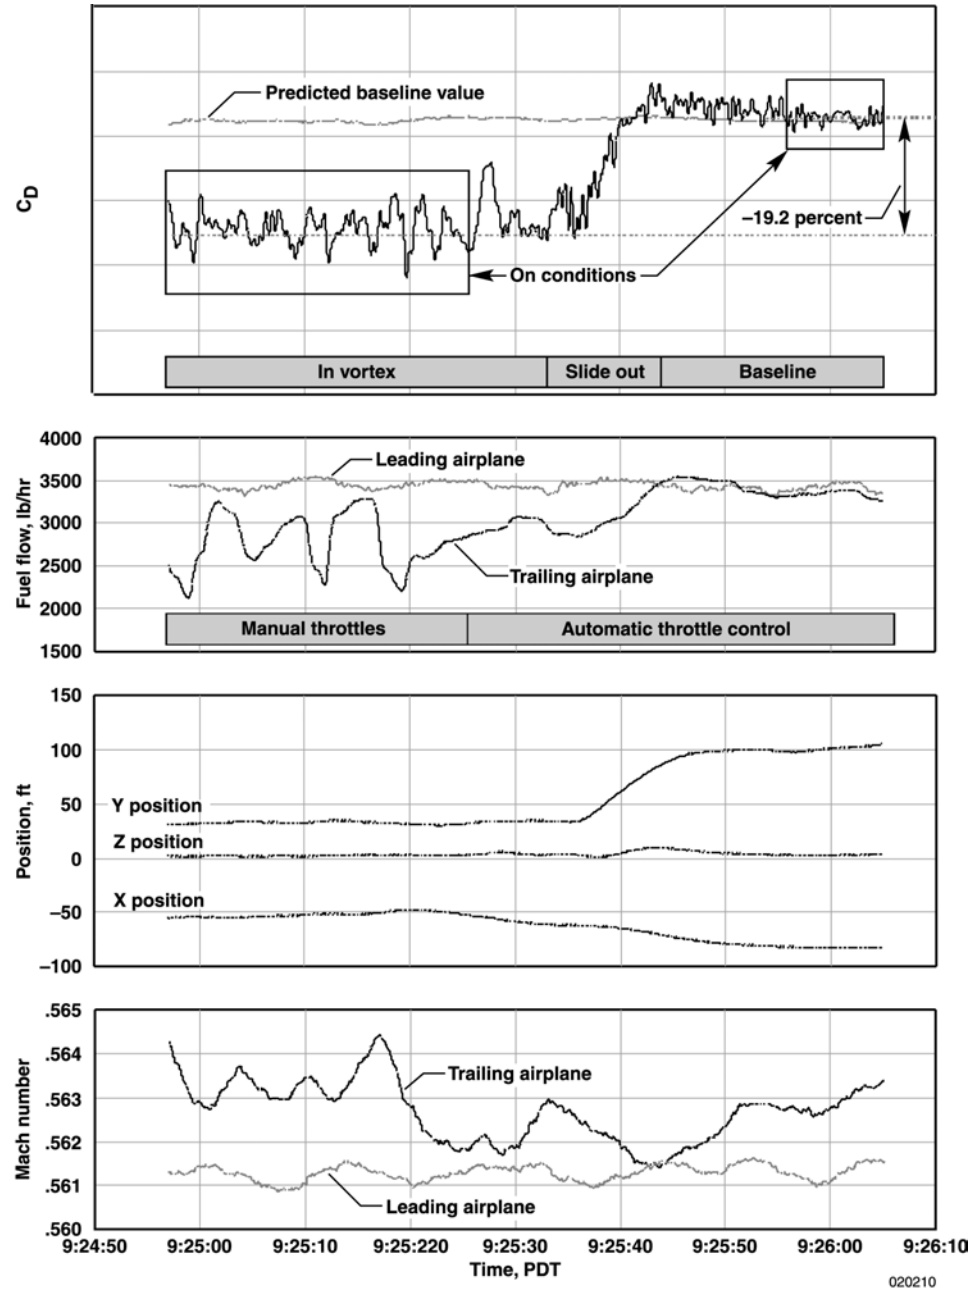 Predicted baseline value
CD
–19.2 percent
On conditions
In vortex
Slide out
Baseline
4000
Leading airplane
3500
Fuel flow, lb/hr
3000
2500
Trailing airplane
2000
Manual throttles
Automatic throttle control
1500
150
100
Position, ft
50
Y position
Z position
0
X position
–50
–100
.565
.564
Trailing airplane
.563
Mach number
.562
.561
Leading airplane
.560
9:24:50 9:25:00 9:25:10 9:25:220 9:25:30 9:25:40 9:25:50 9:26:00 9:26:10
Time, PDT
020210